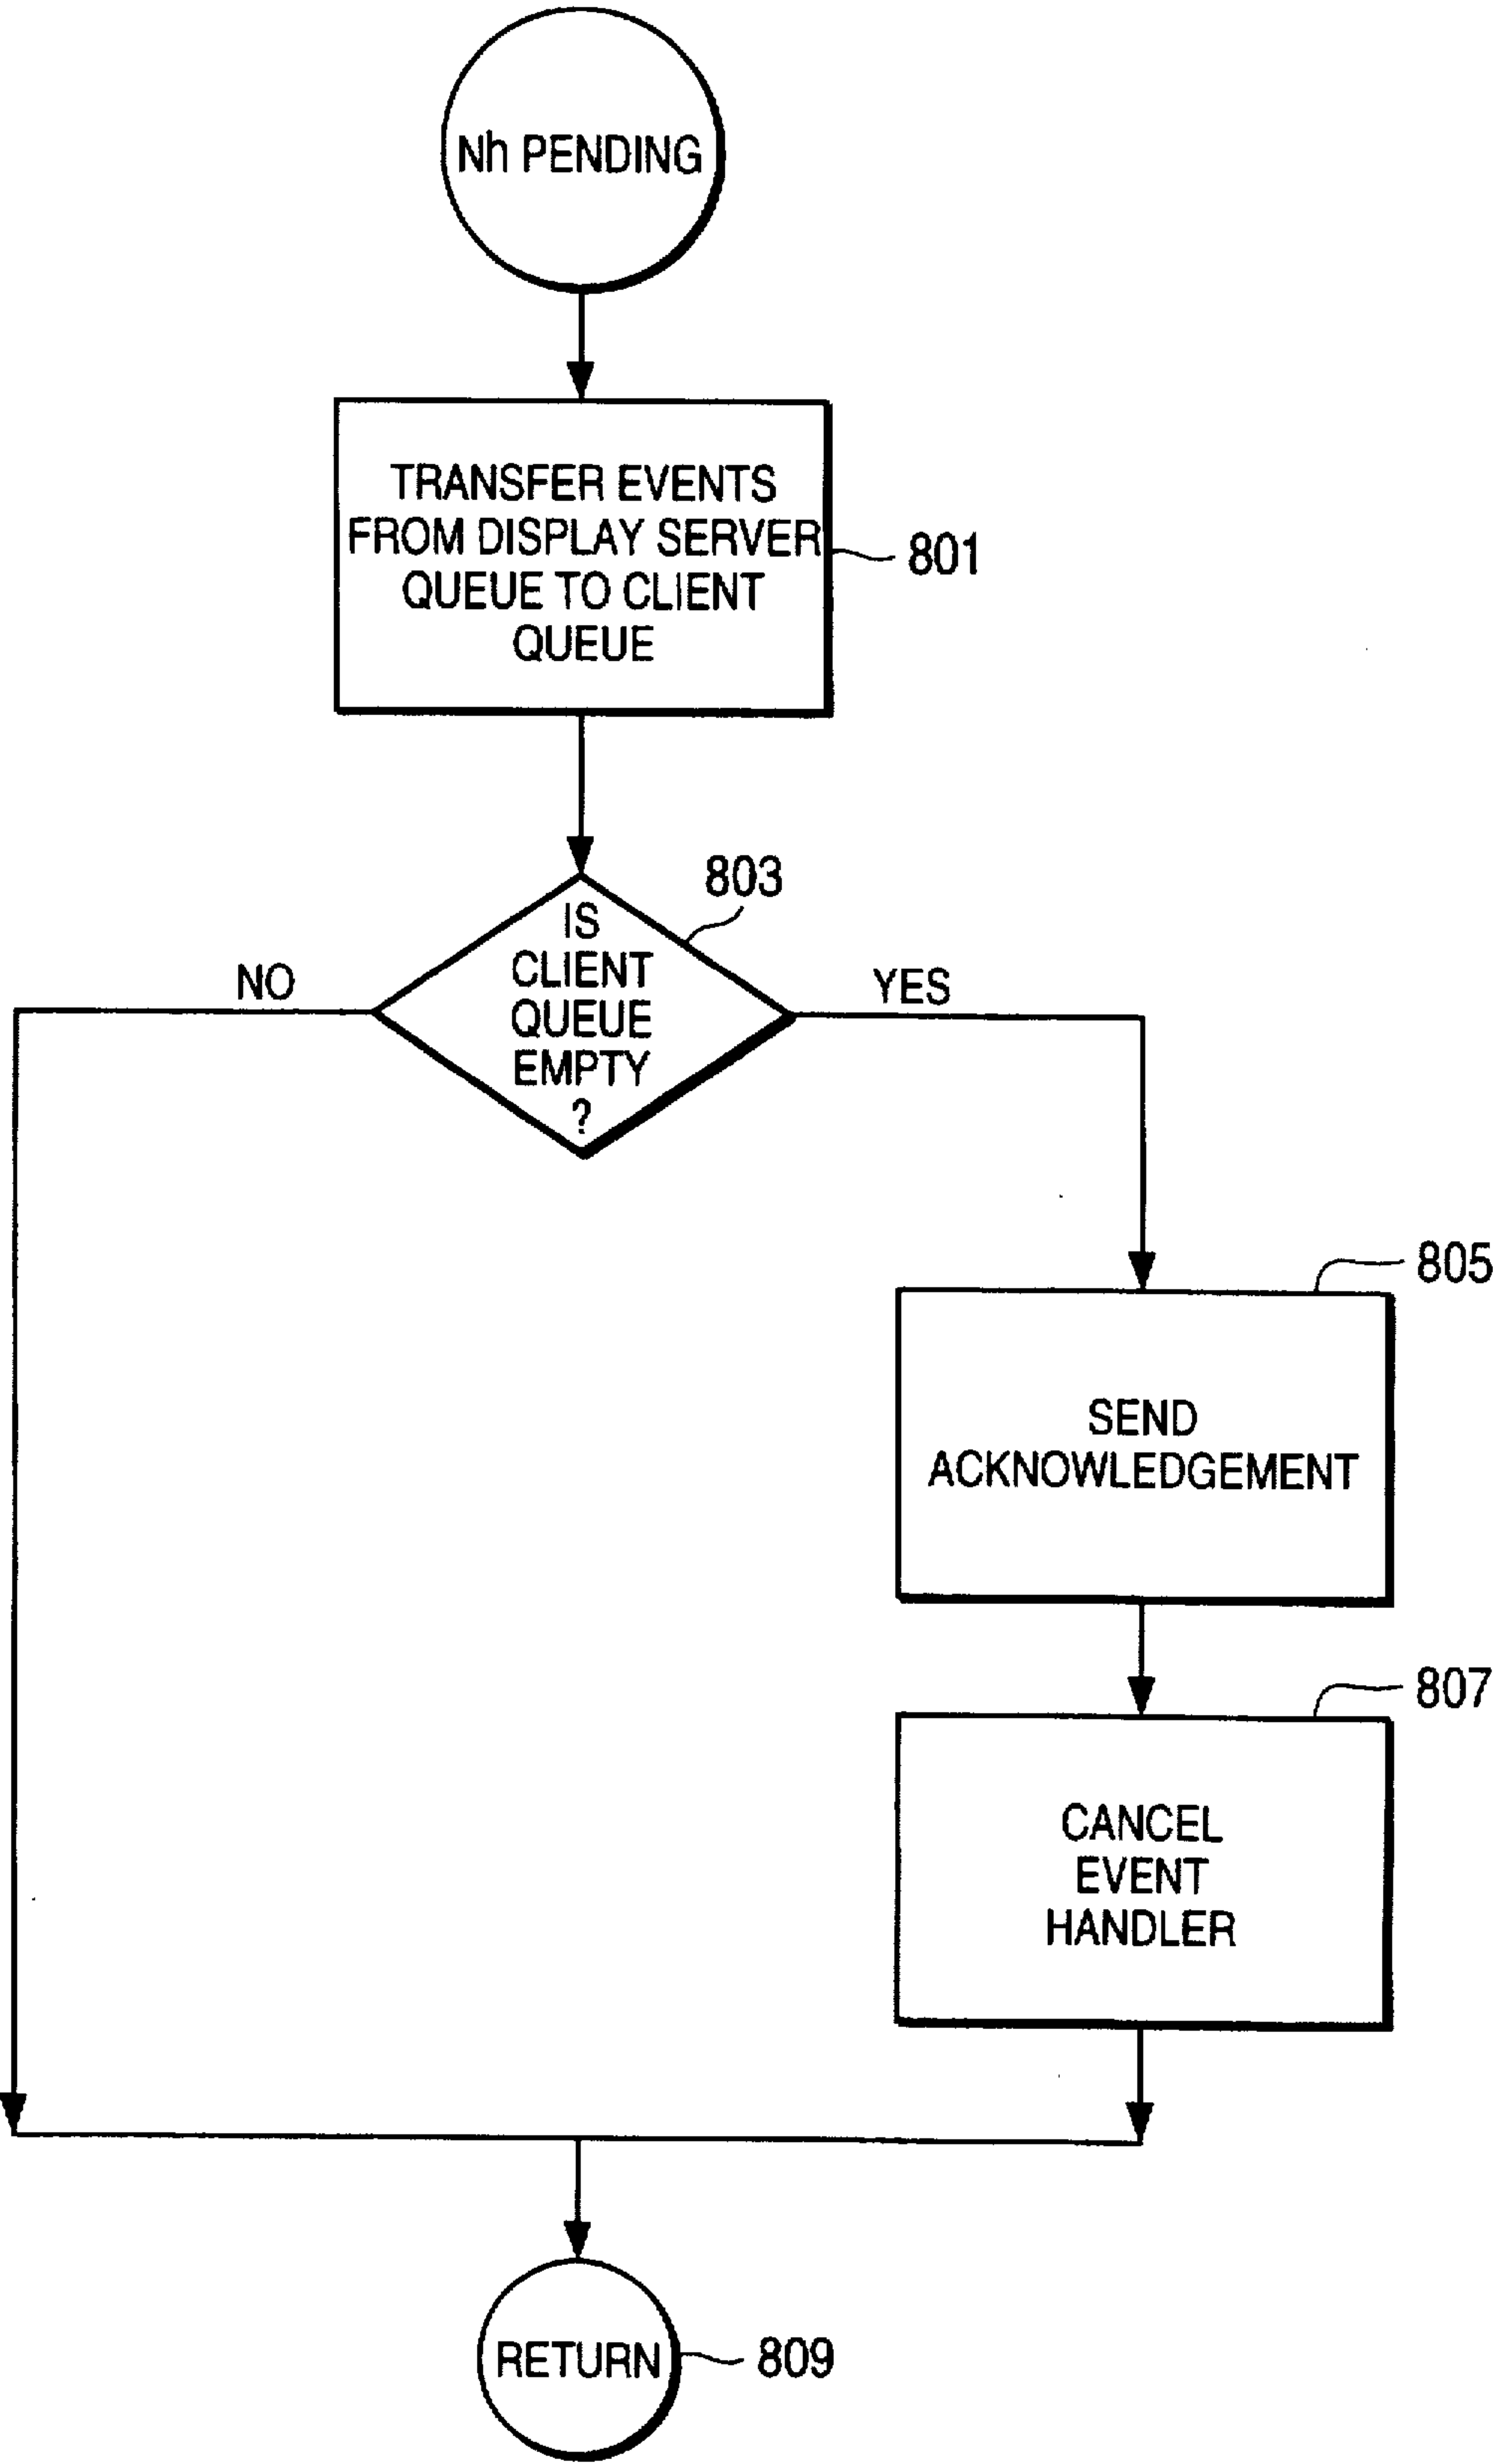 Nh PENDING
TRANSFER EVENTS
FROM DISPLAY SERVER
QUEUE TO CLIENT
QUEUE
801
803
IS
CLIENT
QUEUE
EMPTY
?
NO
YES
805
SEND
ACKNOWLEDGEMENT
807
CANCEL
EVENT
HANDLER
RETURN
809